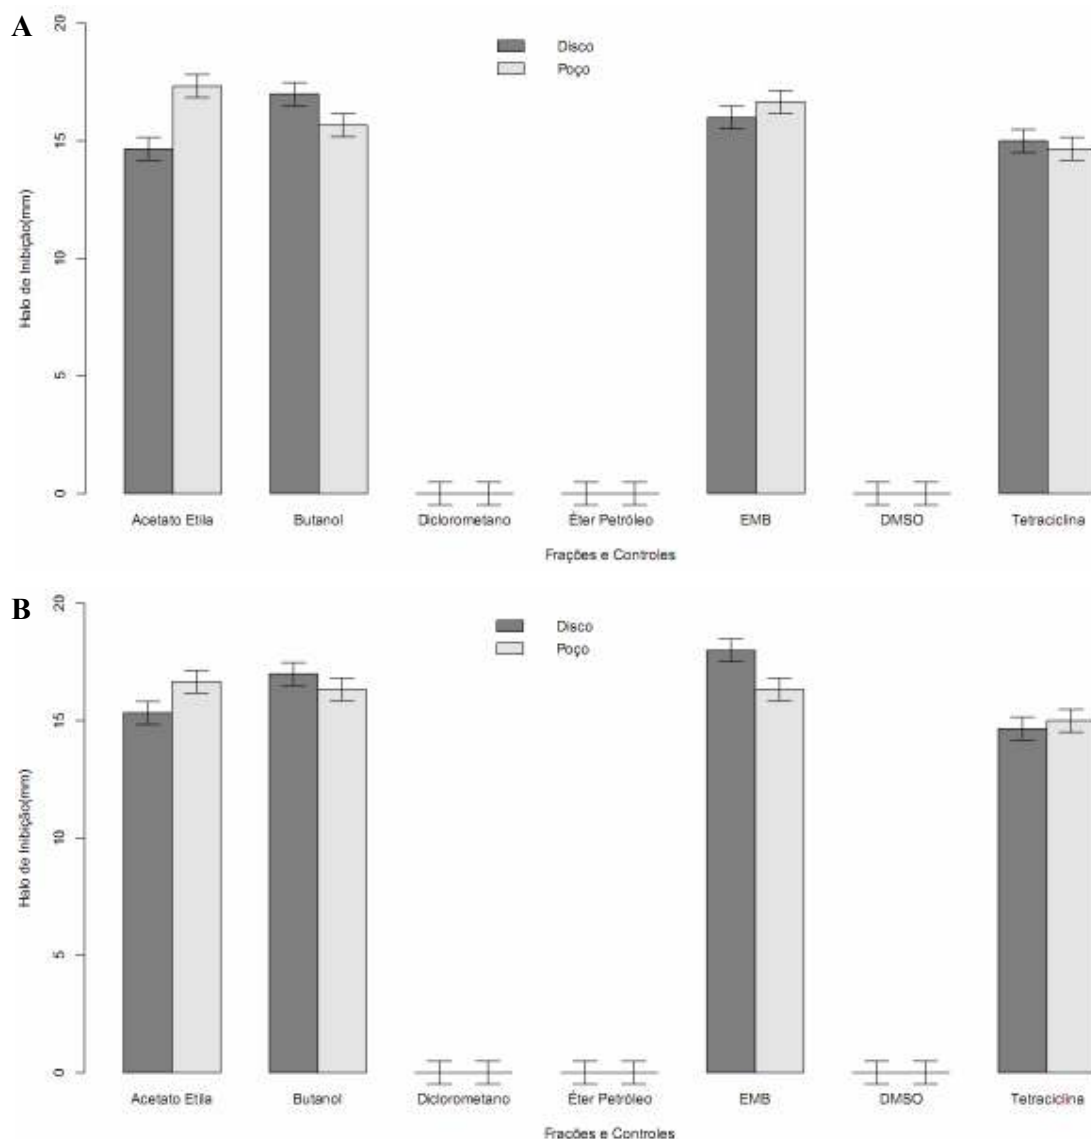 A
20
15
10
5
0
Halo de Inibição(mm)
Disco
Poço
Acetato Etila Butanol Diclorometano Éter Petróleo EMB DMSO Tetraciclina
Frações e Controles
B
20
15
10
5
0
Halo de Inibição(mm)
Disco
Poço
Acetato Etila Butanol Diclorometano Éter Petróleo EMB DMSO Tetraciclina
Frações e Controles